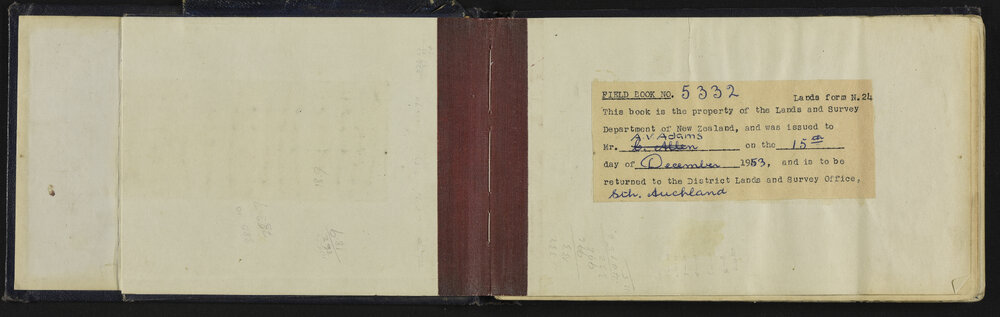 FIELD BOOK NO. 5332 Lands form N.24
This book is the property of the Lands and Survey
Department of New Zealand, and was issued to
A V Adams
Mr. C. Allen on the 15th
day of December 1953, and is to be
returned to the District Lands and Survey Office,
Sth. Auckland